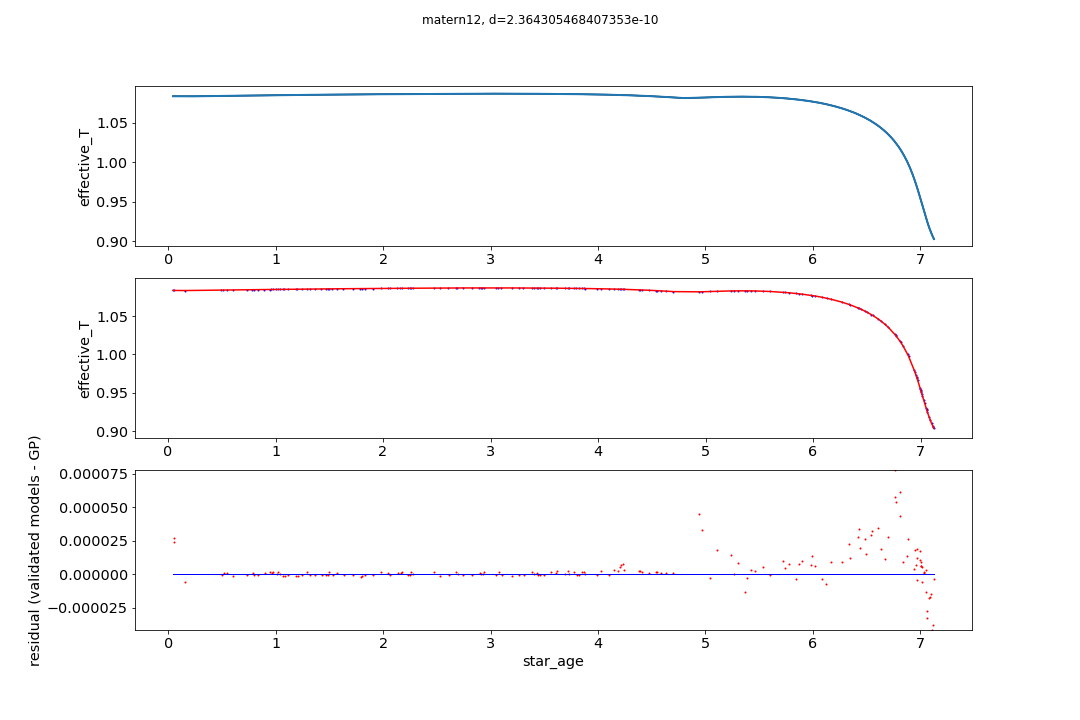 matern12, d=2.364305468407353e-10
effective_T
1.05
1.00
0.95
0.90
0 1 2 3 4 5 6 7
effective_T
1.05
1.00
0.95
0.90
0 1 2 3 4 5 6 7
residual (validated models - GP)
0.000075
0.000050
0.000025
0.000000
−0.000025
0 1 2 3 4 5 6 7
star_age